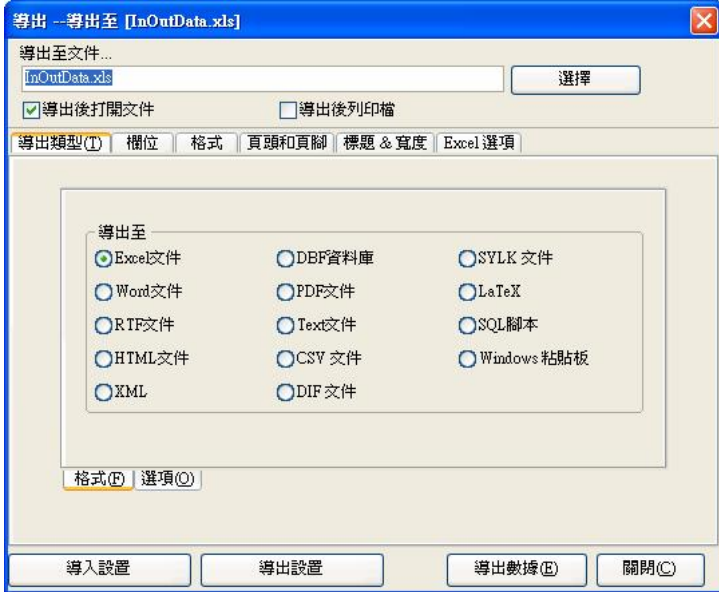 導出 --導出至 [InOutData.xls]
導出至文件...
InOutData.xls
選擇
導出後打開文件 導出後列印檔
導出類型(T) 欄位 格式 頁頭和頁腳 標題 & 寬度 Excel 選項
導出至
Excel文件 DBF資料庫 SYLK 文件
Word文件 PDF文件 LaTeX
RTF文件 Text文件 SQL腳本
HTML文件 CSV 文件 Windows 粘貼板
XML DIF 文件
格式(F) 選項(O)
導入設置 導出設置 導出數據(E) 關閉(C)